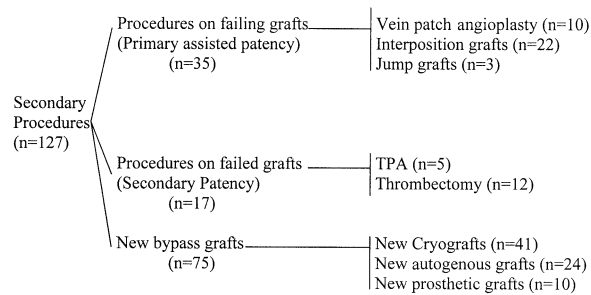 Secondary
Procedures
(n=127)
Procedures on failing grafts
(Primary assisted patency)
(n=35)
Vein patch angioplasty (n=10)
Interposition grafts (n=22)
Jump grafts (n=3)
Procedures on failed grafts
(Secondary Patency)
(n=17)
TPA (n=5)
Thrombectomy (n=12)
New bypass grafts
(n=75)
New Cryografts (n=41)
New autogenous grafts (n=24)
New prosthetic grafts (n=10)